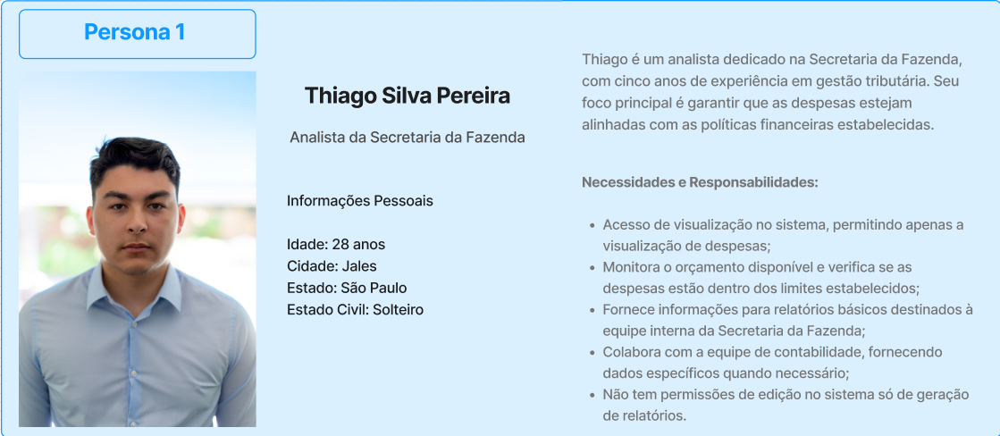 Persona 1
Thiago Silva Pereira
Analista da Secretaria da Fazenda
Informações Pessoais
Idade: 28 anos
Cidade: Jales
Estado: São Paulo
Estado Civil: Solteiro
Thiago é um analista dedicado na Secretaria da Fazenda,
com cinco anos de experiência em gestão tributária. Seu
foco principal é garantir que as despesas estejam
alinhadas com as políticas financeiras estabelecidas.
Necessidades e Responsabilidades:
• Acesso de visualização no sistema, permitindo apenas a
visualização de despesas;
• Monitora o orçamento disponível e verifica se as
despesas estão dentro dos limites estabelecidos;
• Fornece informações para relatórios básicos destinados à
equipe interna da Secretaria da Fazenda;
• Colabora com a equipe de contabilidade, fornecendo
dados específicos quando necessário;
• Não tem permissões de edição no sistema só de geração
de relatórios.